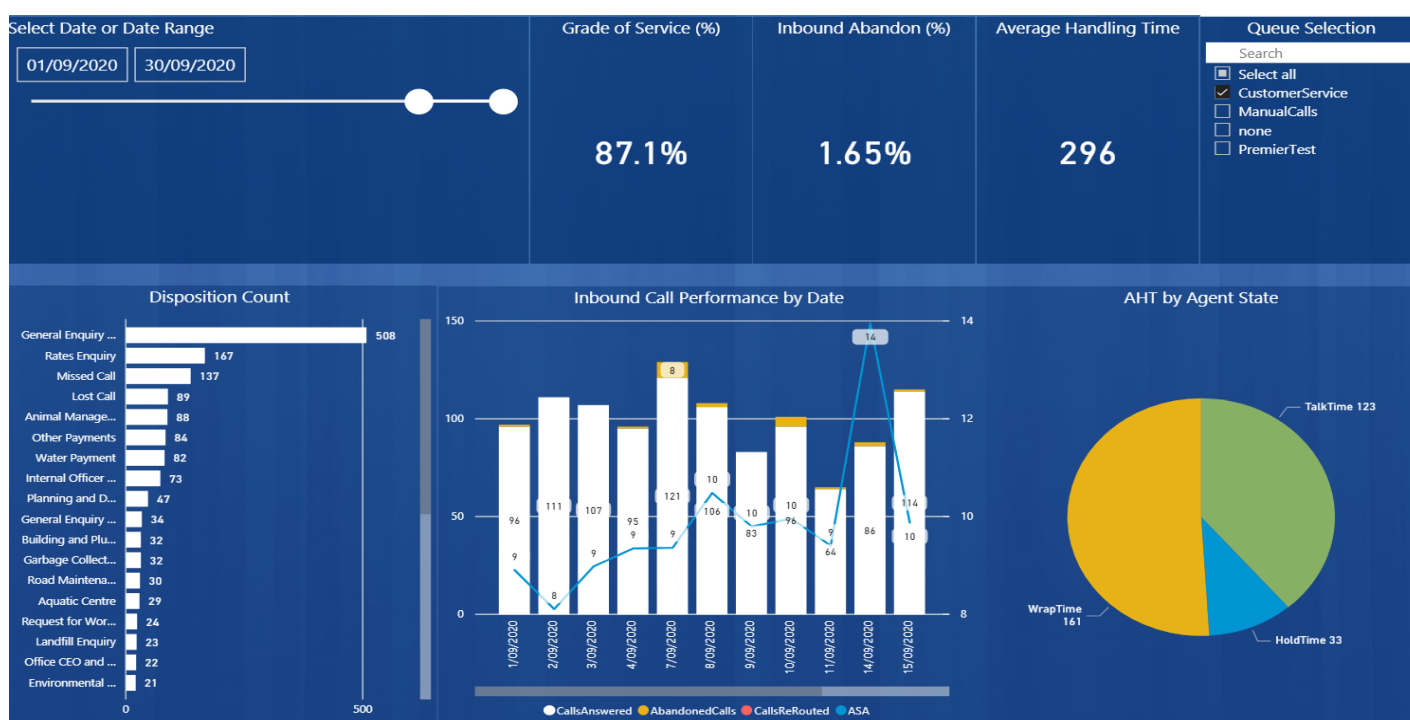 Select Date or Date Range
01/09/2020 30/09/2020
Grade of Service (%)
87.1%
Inbound Abandon (%)
1.65%
Average Handling Time
296
Queue Selection
Search
Select all
CustomerService
ManualCalls
none
PremierTest
Disposition Count
General Enquiry ... 508
Rates Enquiry 167
Missed Call 137
Lost Call 89
Animal Manage... 88
Other Payments 84
Water Payment 82
Internal Officer ... 73
Planning and D... 47
General Enquiry ... 34
Building and Plu... 32
Garbage Collect... 32
Road Maintena... 30
Aquatic Centre 29
Request for Wor... 24
Landfill Enquiry 23
Office CEO and ... 22
Environmental ... 21
0 500
Inbound Call Performance by Date
150 14
14
8
100 12
10
121
111 107 106 10 10 114
96 95 83 96 9 86 10
50 10
9 9 9 9 64
8
0 8
1/09/2020 2/09/2020 3/09/2020 4/09/2020 7/09/2020 8/09/2020 9/09/2020 10/09/2020 11/09/2020 14/09/2020 15/09/2020
CallsAnswered AbandonedCalls CallsReRouted ASA
AHT by Agent State
TalkTime 123
WrapTime
161
HoldTime 33